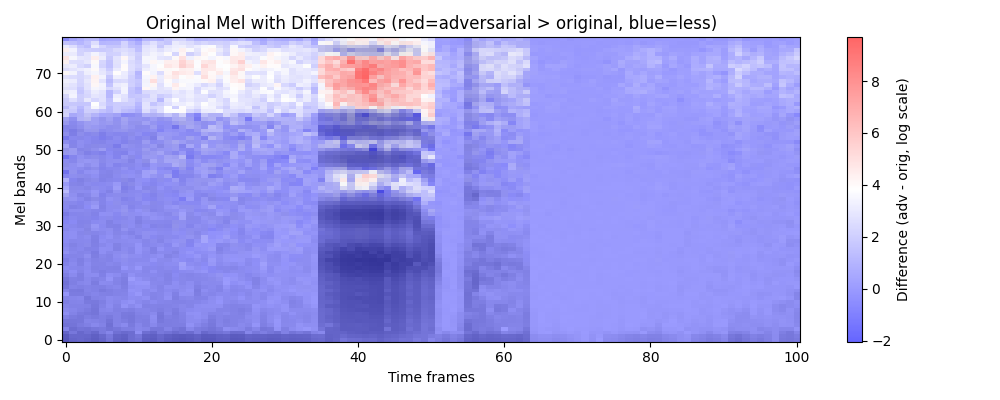 Original Mel with Differences (red=adversarial > original, blue=less)
Mel bands
70
60
50
40
30
20
10
0
0 20 40 60 80 100
Time frames
8
6
4
2
0
−2
Difference (adv - orig, log scale)